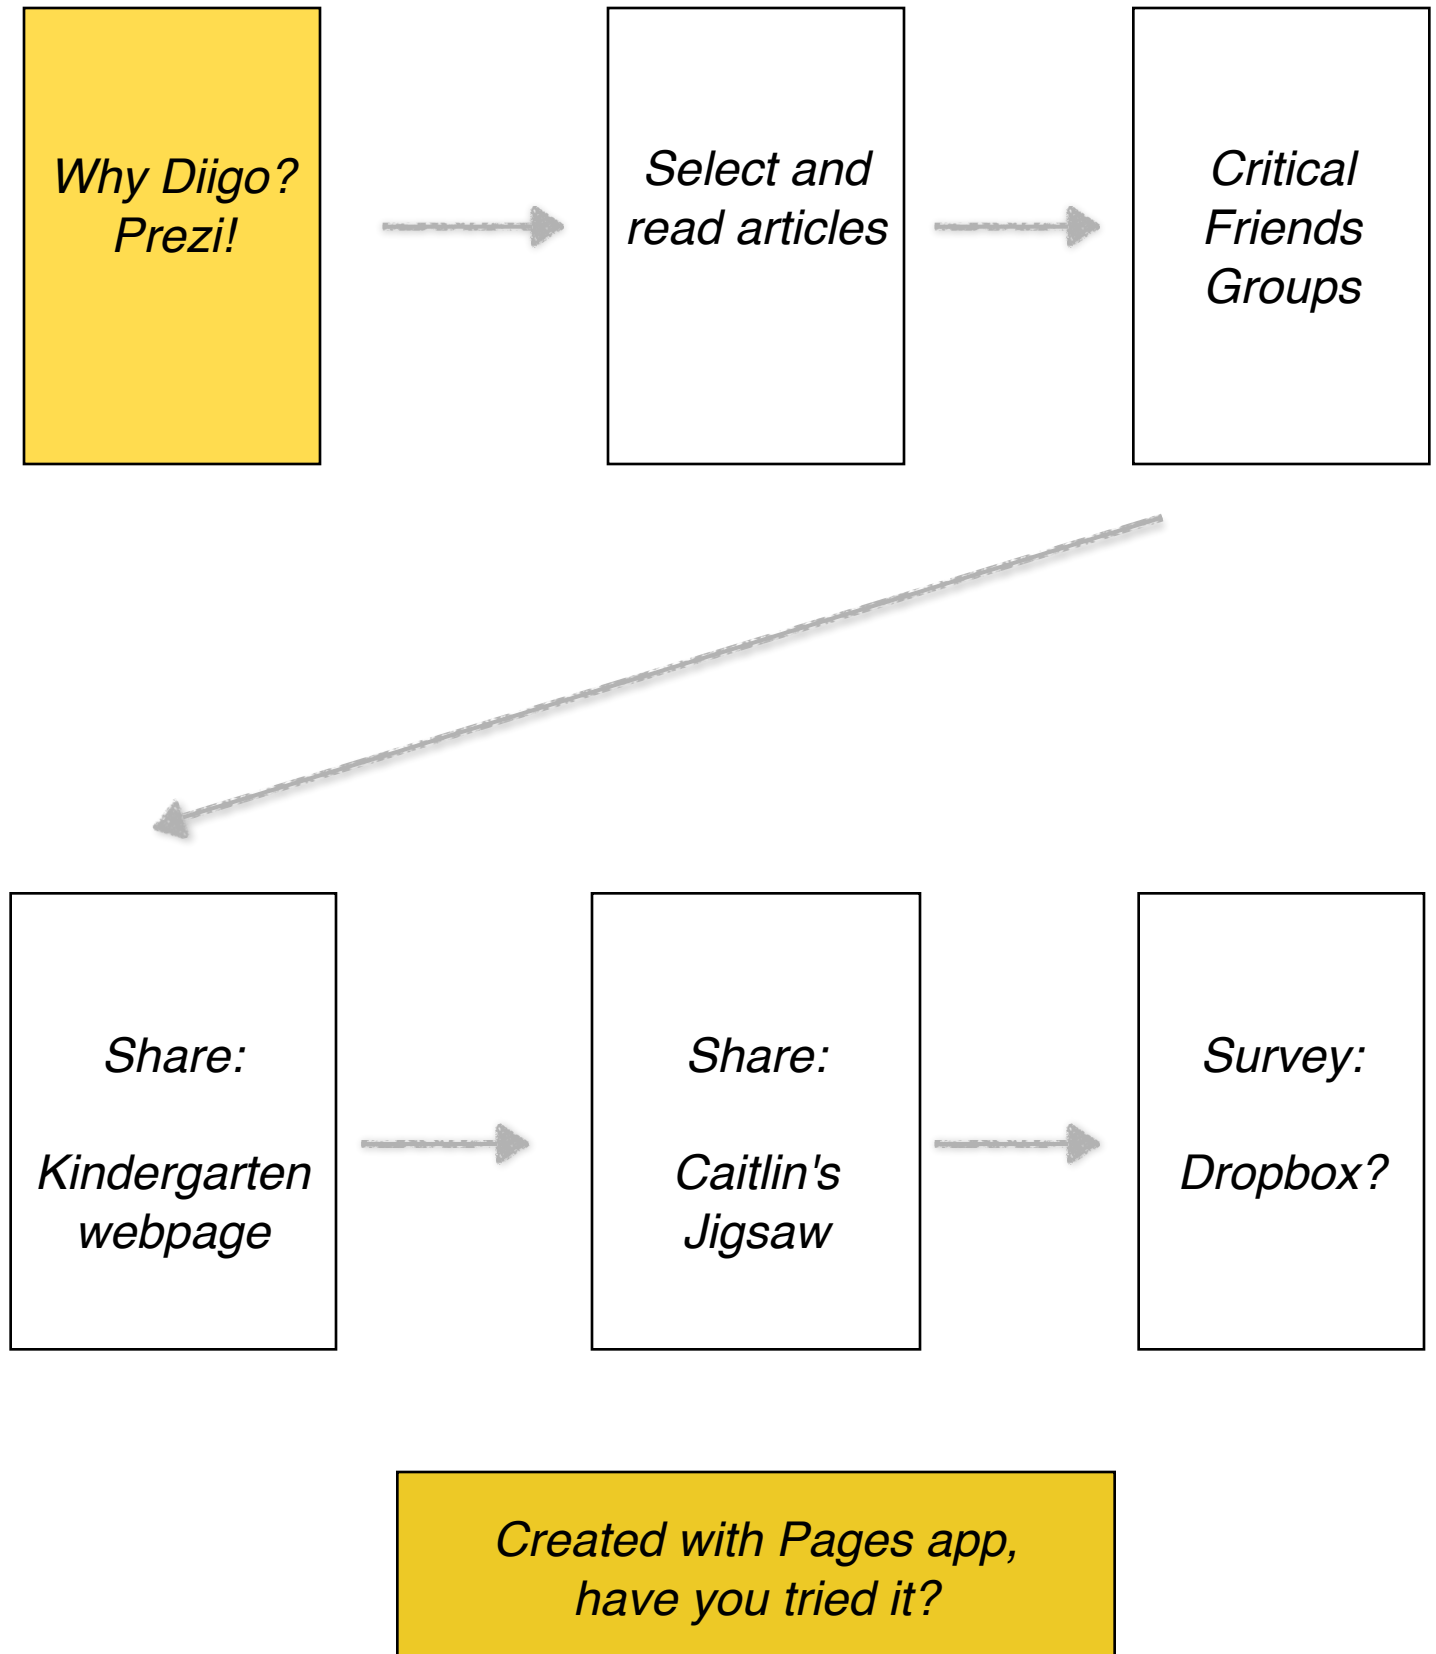 Why Diigo?
Prezi!
Select and
read articles
Critical
Friends
Groups
Share:
Kindergarten
webpage
Share:
Caitlin's
Jigsaw
Survey:
Dropbox?
Created with Pages app,
have you tried it?